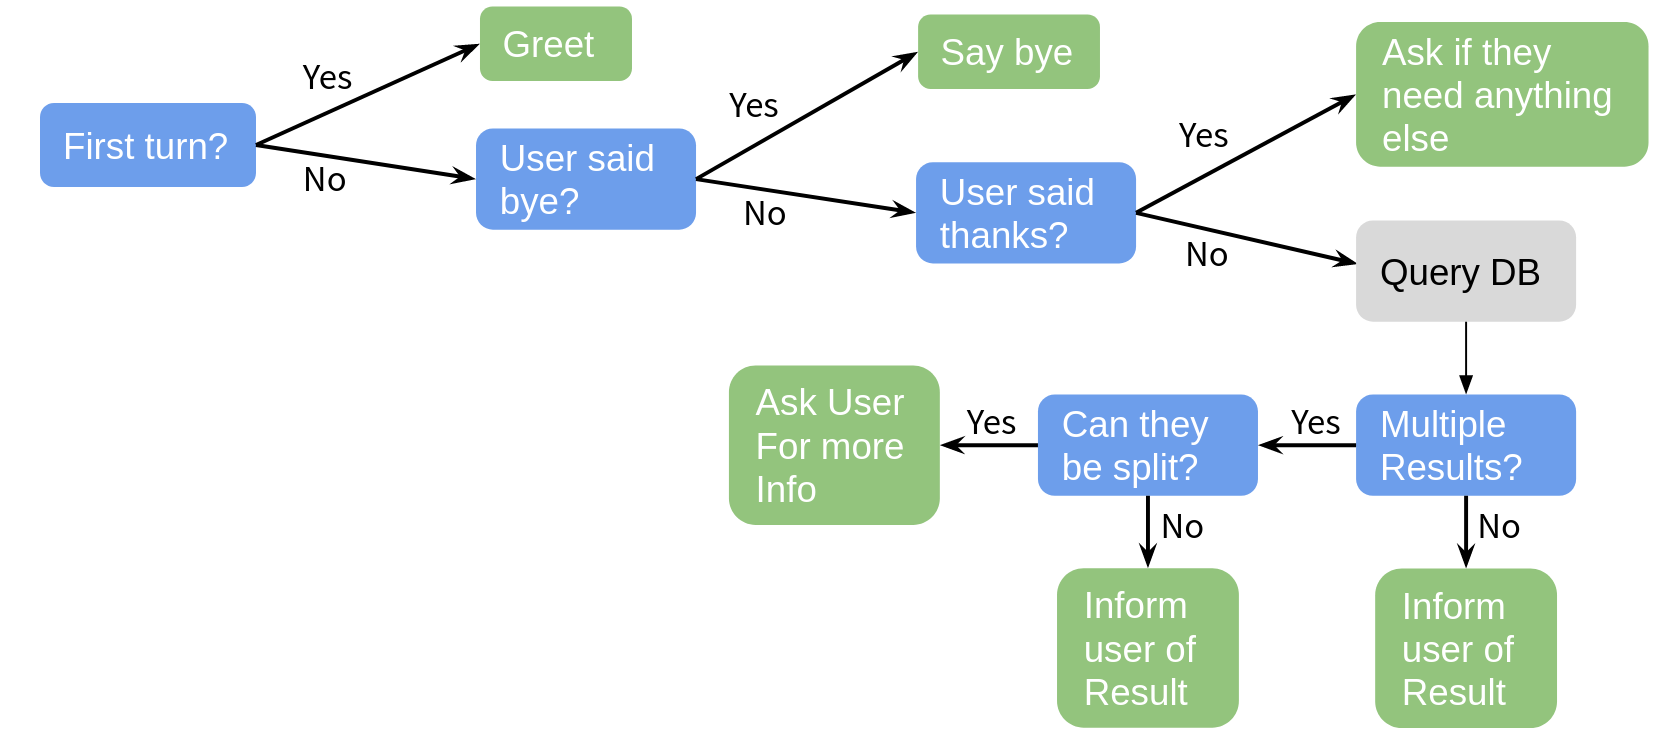 First turn?
Yes
Greet
No
User said
bye?
Yes
Say bye
No
User said
thanks?
Yes
Ask if they
need anything
else
No
Query DB
Multiple
Results?
Yes
Can they
be split?
Yes
Ask User
For more
Info
No
Inform
user of
Result
No
Inform
user of
Result